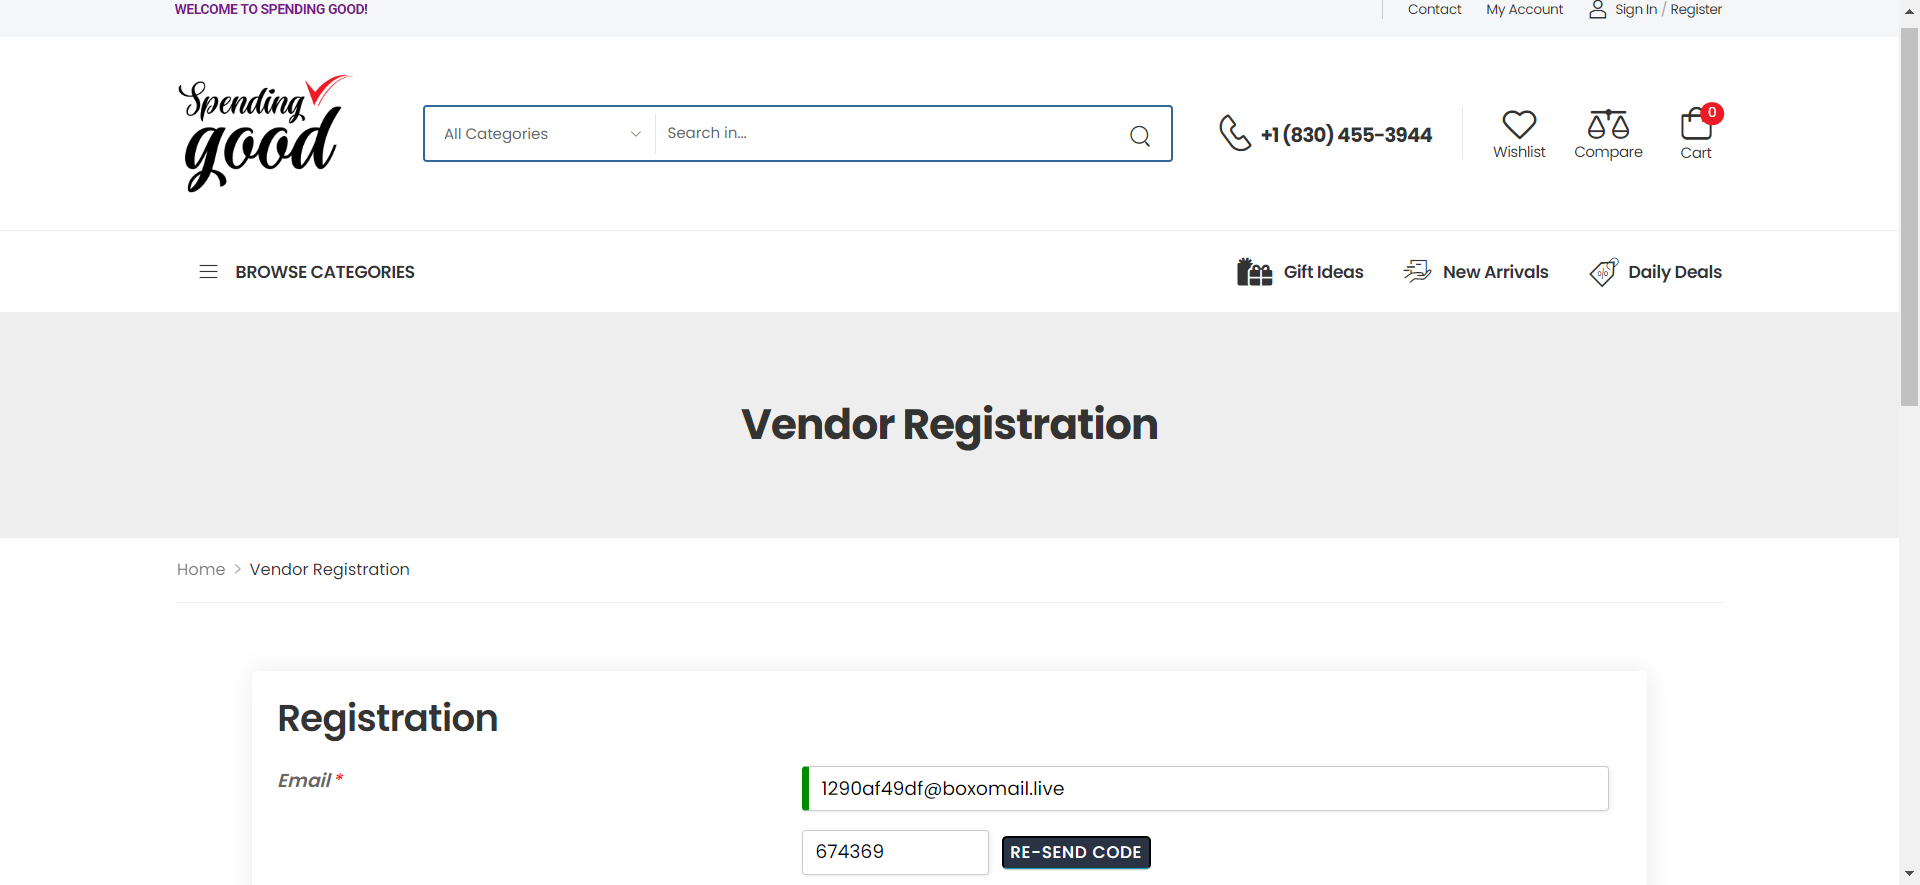 WELCOME TO SPENDING GOOD!
Contact My Account Sign In / Register
Spending
good
All Categories Search in... +1 (830) 455-3944 Wishlist Compare 0 Cart
BROWSE CATEGORIES Gift Ideas % New Arrivals Daily Deals
Vendor Registration
Home > Vendor Registration
Registration
Email * 1290af49df@boxomail.live
674369 RE-SEND CODE